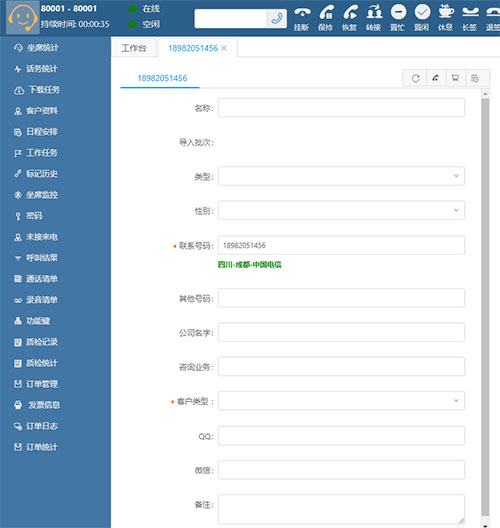 80001 - 80001
在线
持续时间: 00:00:35
空闲
挂断
保持
恢复
转接
置忙
置闲
休息
长签
退签
坐席统计
话务统计
下载任务
客户资料
日程安排
工作任务
标记历史
坐席监控
密码
未接来电
呼叫结果
通话清单
录音清单
功能键
质检记录
质检统计
订单管理
发票信息
订单日志
订单统计
工作台
18982051456 ×
18982051456
名称:
导入批次:
类型:
性别:
* 联系号码: 18982051456
四川-成都-中国电信
其他号码:
公司名字:
咨询业务:
* 客户类型 :
QQ:
微信:
备注: